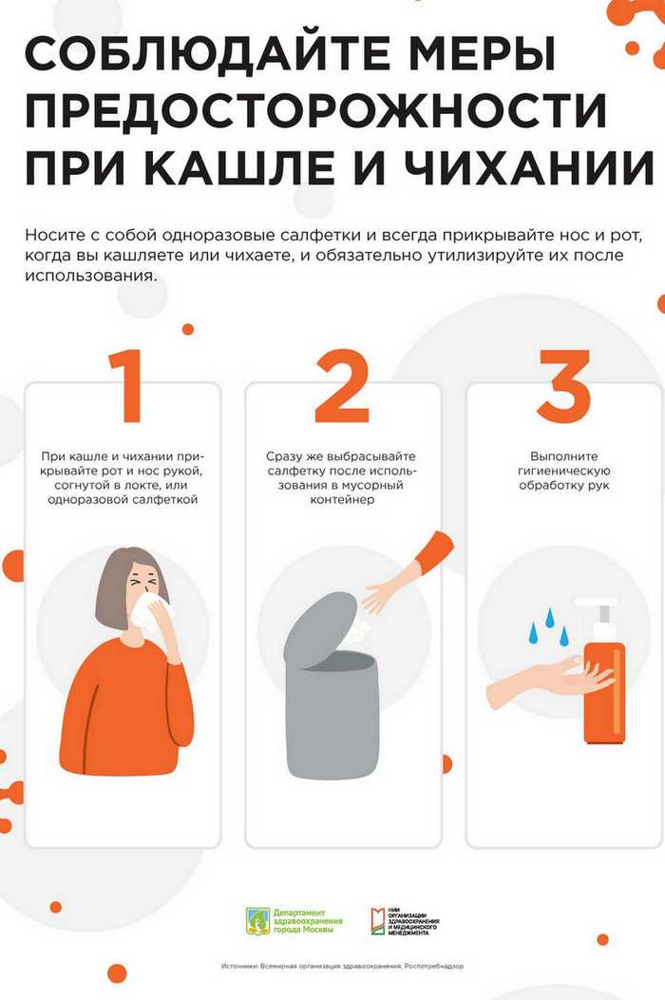 СОБЛЮДАЙТЕ МЕРЫ
ПРЕДОСТОРОЖНОСТИ
ПРИ КАШЛЕ И ЧИХАНИИ
Носите с собой одноразовые салфетки и всегда прикрывайте нос и рот,
когда вы кашляете или чихаете, и обязательно утилизируйте их после
использования.
1
При кашле и чихании при-
крывайте рот и нос рукой,
согнутой в локте, или
одноразовой салфеткой
2
Сразу же выбрасывайте
салфетку после исполь-
зования в мусорный
контейнер
3
Выполните
гигиеническую
обработку рук
Департамент
здравоохранения
города Москвы
НИИ
ОРГАНИЗАЦИИ
ЗДРАВООХРАНЕНИЯ
И МЕДИЦИНСКОГО
МЕНЕДЖМЕНТА
Источники: Всемирная организация здравоохранения, Роспотребнадзор